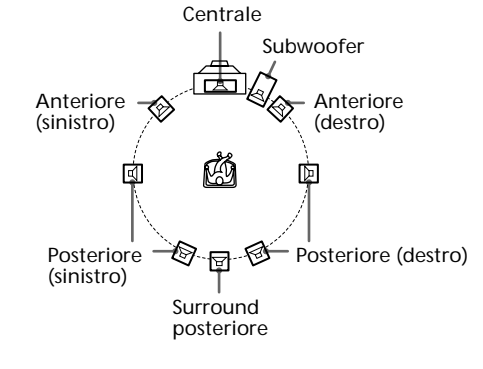 Centrale
Subwoofer
Anteriore
(sinistro)
Anteriore
(destro)
Posteriore
(sinistro)
Posteriore (destro)
Surround
posteriore